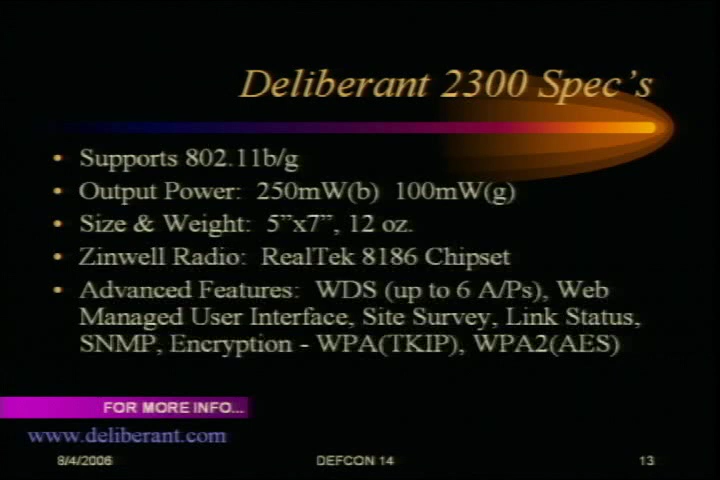 Deliberant 2300 Spec's
• Supports 802.11b/g
• Output Power: 250mW(b) 100mW(g)
• Size & Weight: 5”x7”, 12 oz.
• Zinwell Radio: RealTek 8186 Chipset
• Advanced Features: WDS (up to 6 A/Ps), Web
Managed User Interface, Site Survey, Link Status,
SNMP, Encryption - WPA(TKIP), WPA2(AES)
FOR MORE INFO...
www.deliberant.com
8/4/2006 DEFCON 14 13